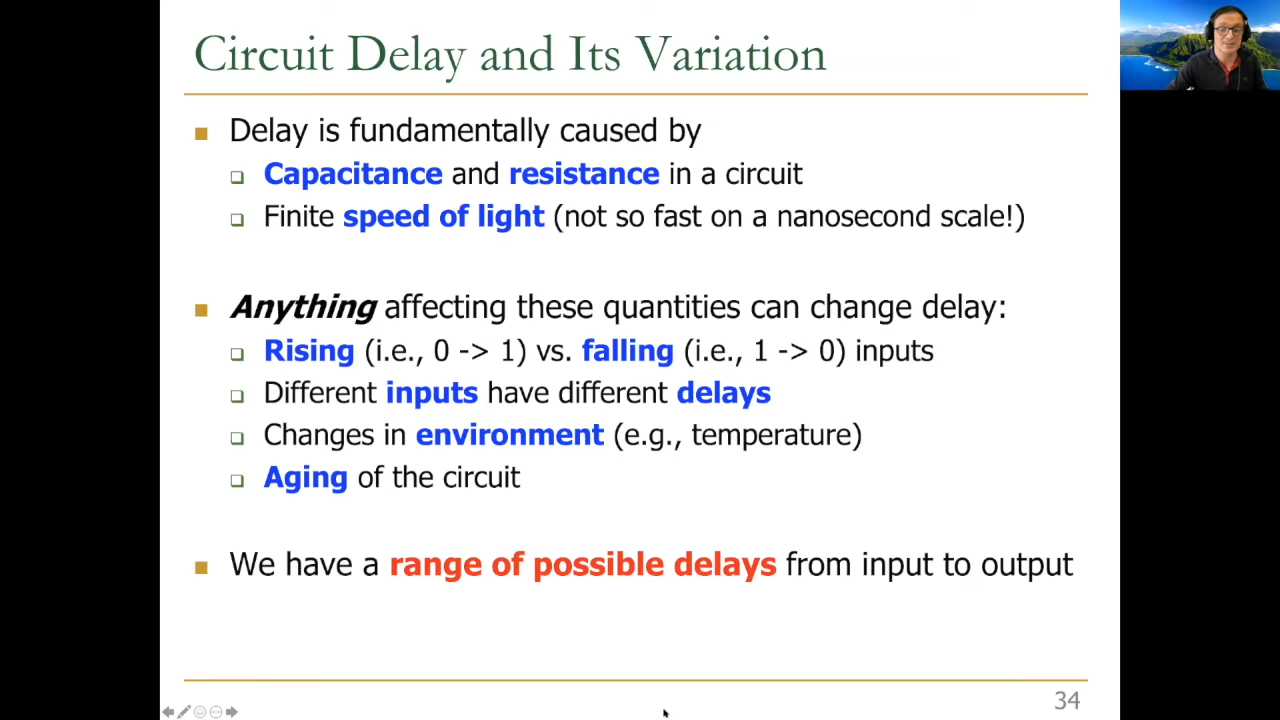 Circuit Delay and Its Variation
Delay is fundamentally caused by
Capacitance and resistance in a circuit
Finite speed of light (not so fast on a nanosecond scale!)
Anything affecting these quantities can change delay:
Rising (i.e., 0 -> 1) vs. falling (i.e., 1 -> 0) inputs
Different inputs have different delays
Changes in environment (e.g., temperature)
Aging of the circuit
We have a range of possible delays from input to output
34